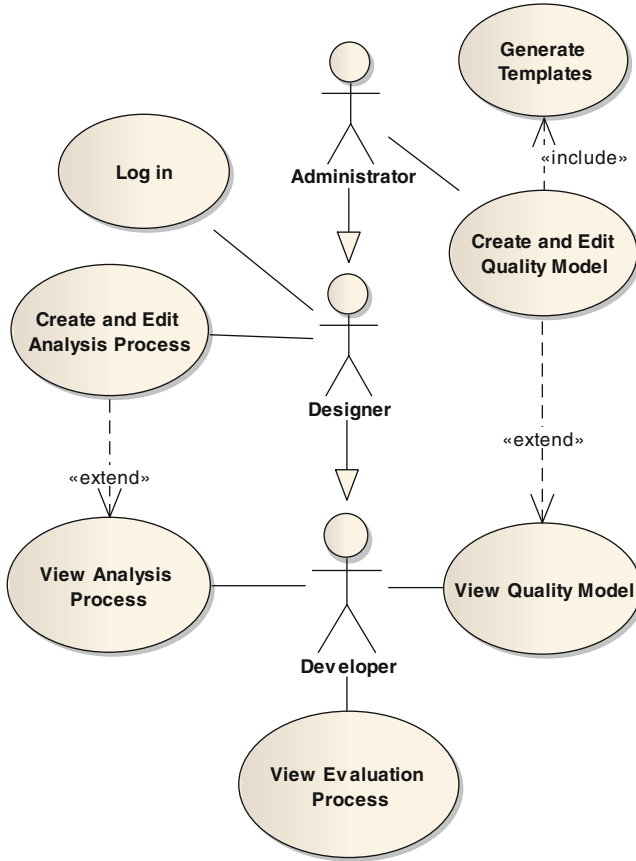 Generate
Templates
Log in
Administrator
«include»
Create and Edit
Quality Model
Create and Edit
Analysis Process
Designer
«extend»
«extend»
View Analysis
Process
View Quality Model
Developer
View Evaluation
Process